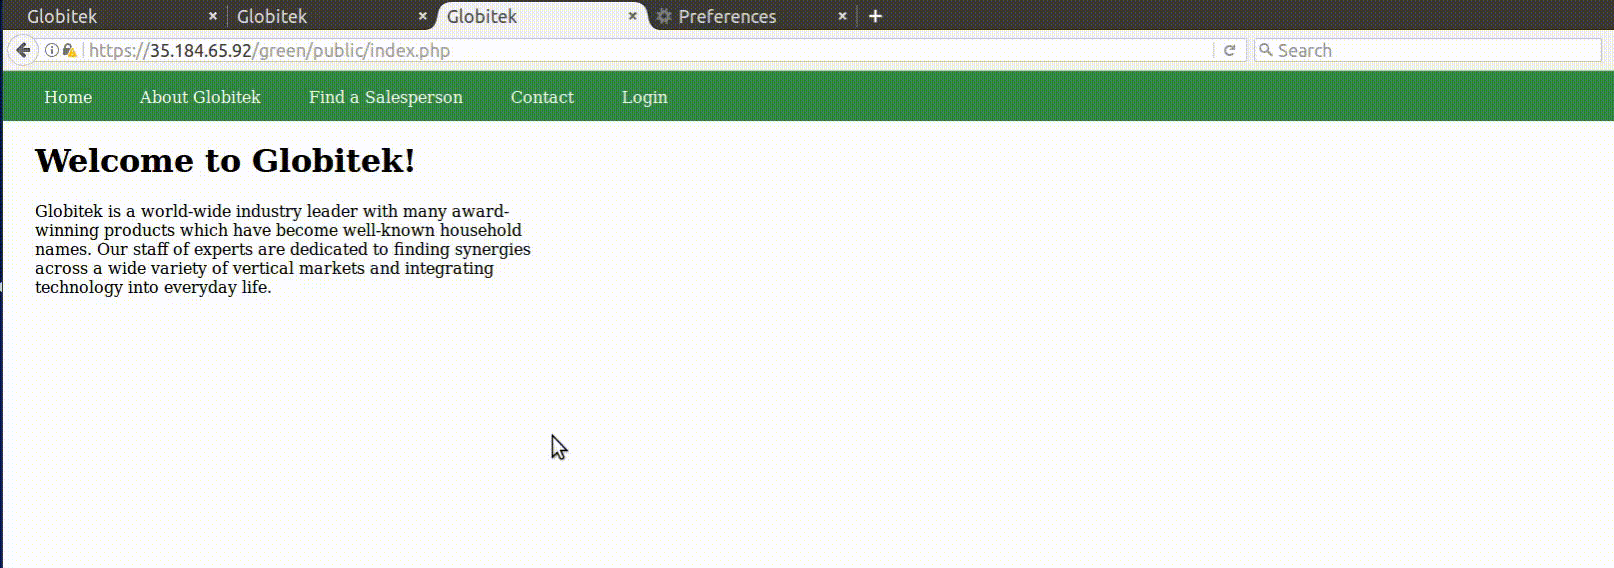 Globitek Globitek Globitek Preferences
https://35.184.65.92/green/public/index.php Search
Home About Globitek Find a Salesperson Contact Login
Welcome to Globitek!
Globitek is a world-wide industry leader with many award-
winning products which have become well-known household
names. Our staff of experts are dedicated to finding synergies
across a wide variety of vertical markets and integrating
technology into everyday life.